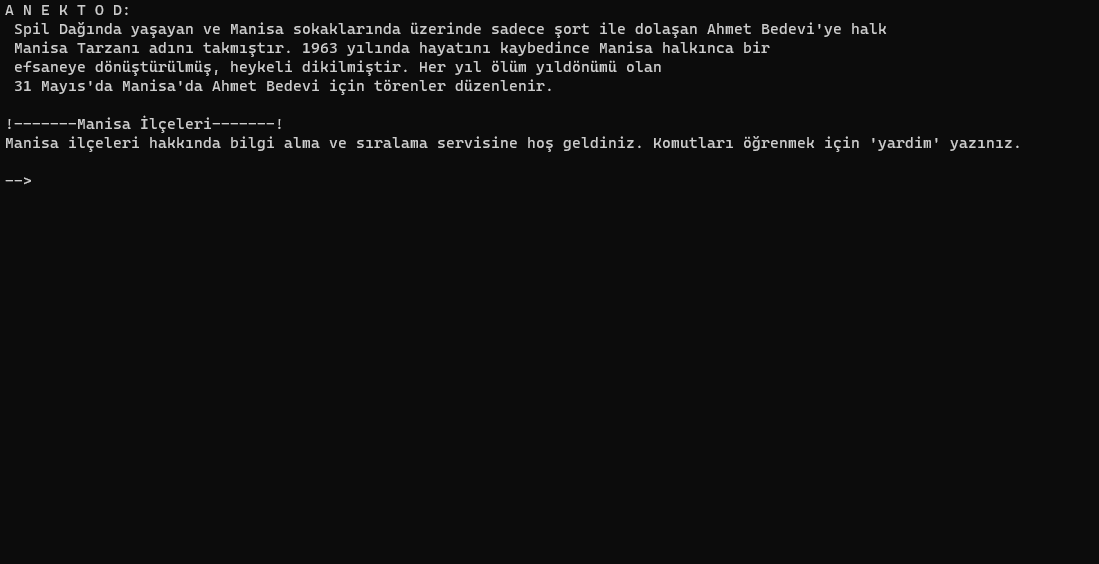 A N E K T O D:
Spil Dağında yaşayan ve Manisa sokaklarında üzerinde sadece şort ile dolaşan Ahmet Bedevi'ye halk
Manisa Tarzanı adını takmıştır. 1963 yılında hayatını kaybedince Manisa halkınca bir
efsaneye dönüştürülmüş, heykeli dikilmiştir. Her yıl ölüm yıldönümü olan
31 Mayıs'da Manisa'da Ahmet Bedevi için törenler düzenlenir.
!-------Manisa İlçeleri-------!
Manisa ilçeleri hakkında bilgi alma ve sıralama servisine hoş geldiniz. Komutları öğrenmek için 'yardim' yazınız.
-->